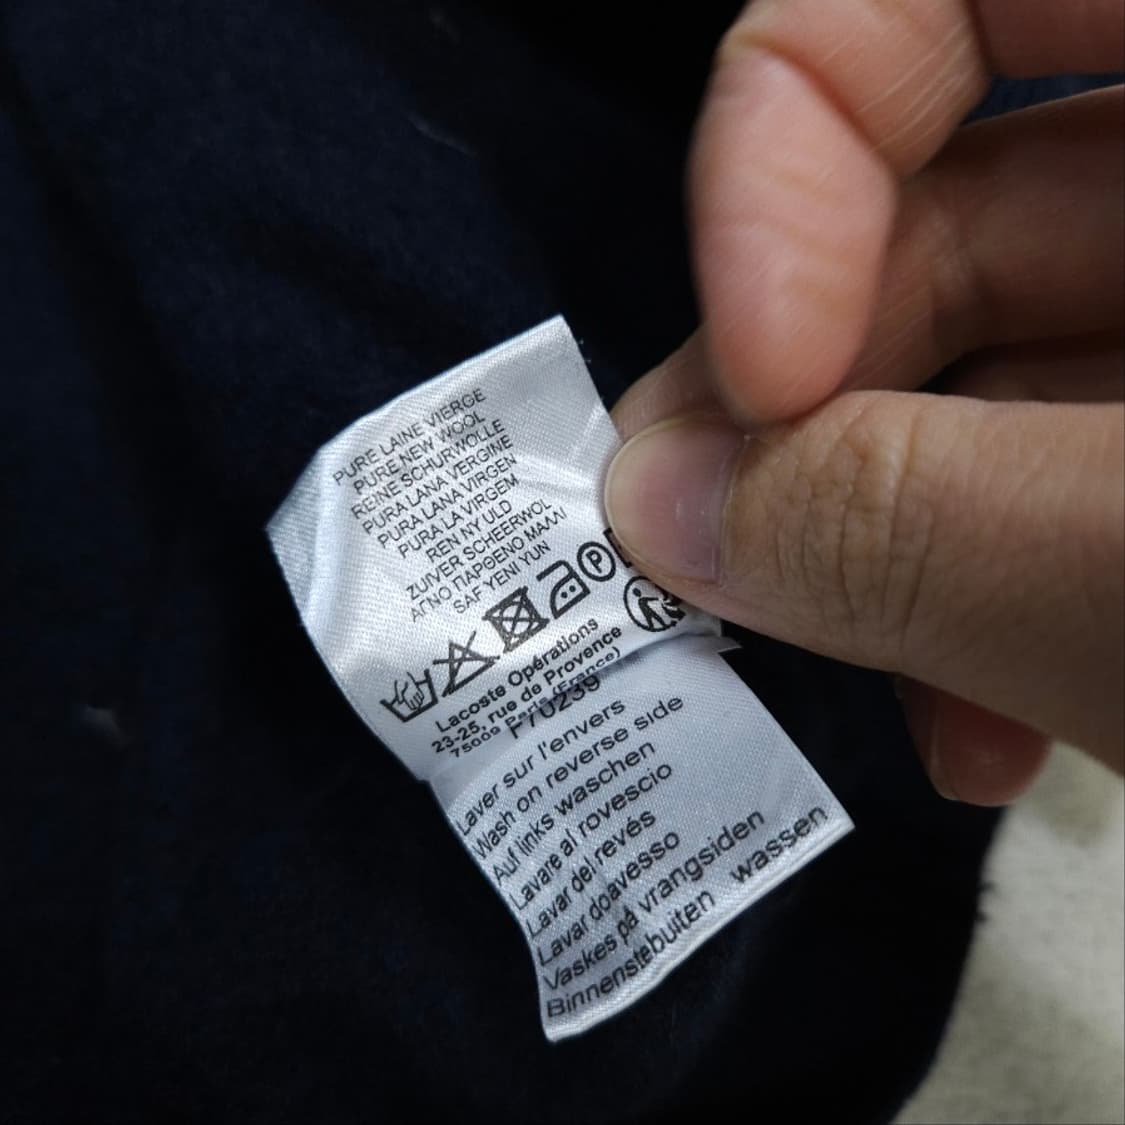 PURE LAINE VIERGE
PURE NEW WOOL
REINE SCHURWOLLE
PURA LANA VERGINE
PURA LANA VIRGEN
PURA LA VIRGEM
REN NY ULD
ZUIVER SCHEERWOL
ΑΓΝΟ ΠΑΡΘΕΝΟ ΜΑΛΛΙ
SAF YENI YUN
P
Lacoste Opérations
23-25, rue de Provence
75009 Paris (France)
F70239
Laver sur l'envers
Wash on reverse side
Auf links waschen
Lavare al rovescio
Lavar del revés
Lavar do avesso
Vaskes på vrangsiden
Binnenstebuiten wassen